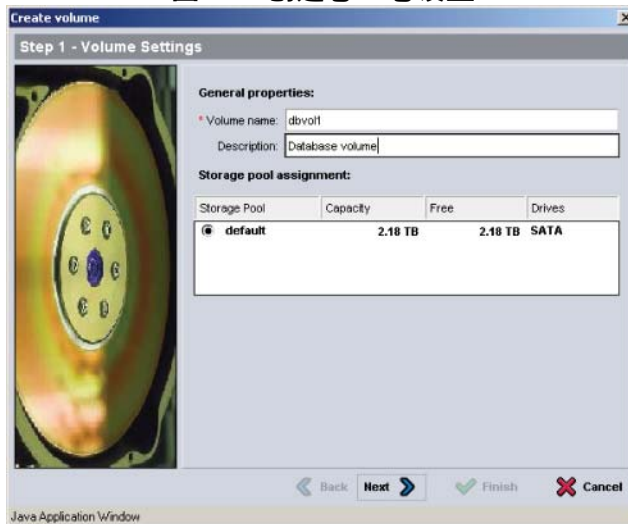 Create volume
Step 1 - Volume Settings
General properties:
* Volume name: dbvol1
Description: Database volume
Storage pool assignment:
Storage Pool Capacity Free Drives
default 2.18 TB 2.18 TB SATA
Back Next Finish Cancel
Java Application Window